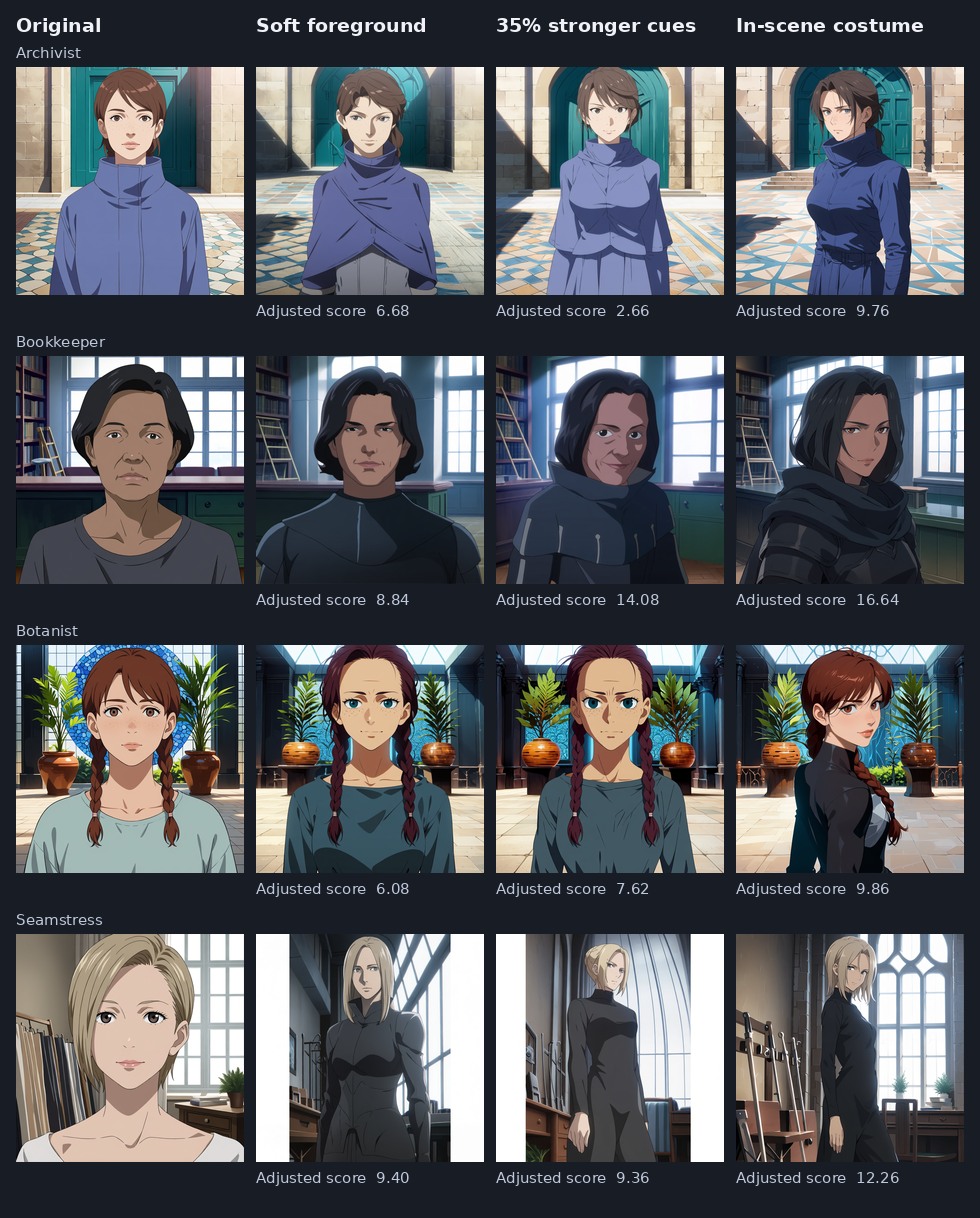 Original Soft foreground 35% stronger cues In-scene costume
Archivist
Adjusted score 6.68 Adjusted score 2.66 Adjusted score 9.76
Bookkeeper
Adjusted score 8.84 Adjusted score 14.08 Adjusted score 16.64
Botanist
Adjusted score 6.08 Adjusted score 7.62 Adjusted score 9.86
Seamstress
Adjusted score 9.40 Adjusted score 9.36 Adjusted score 12.26